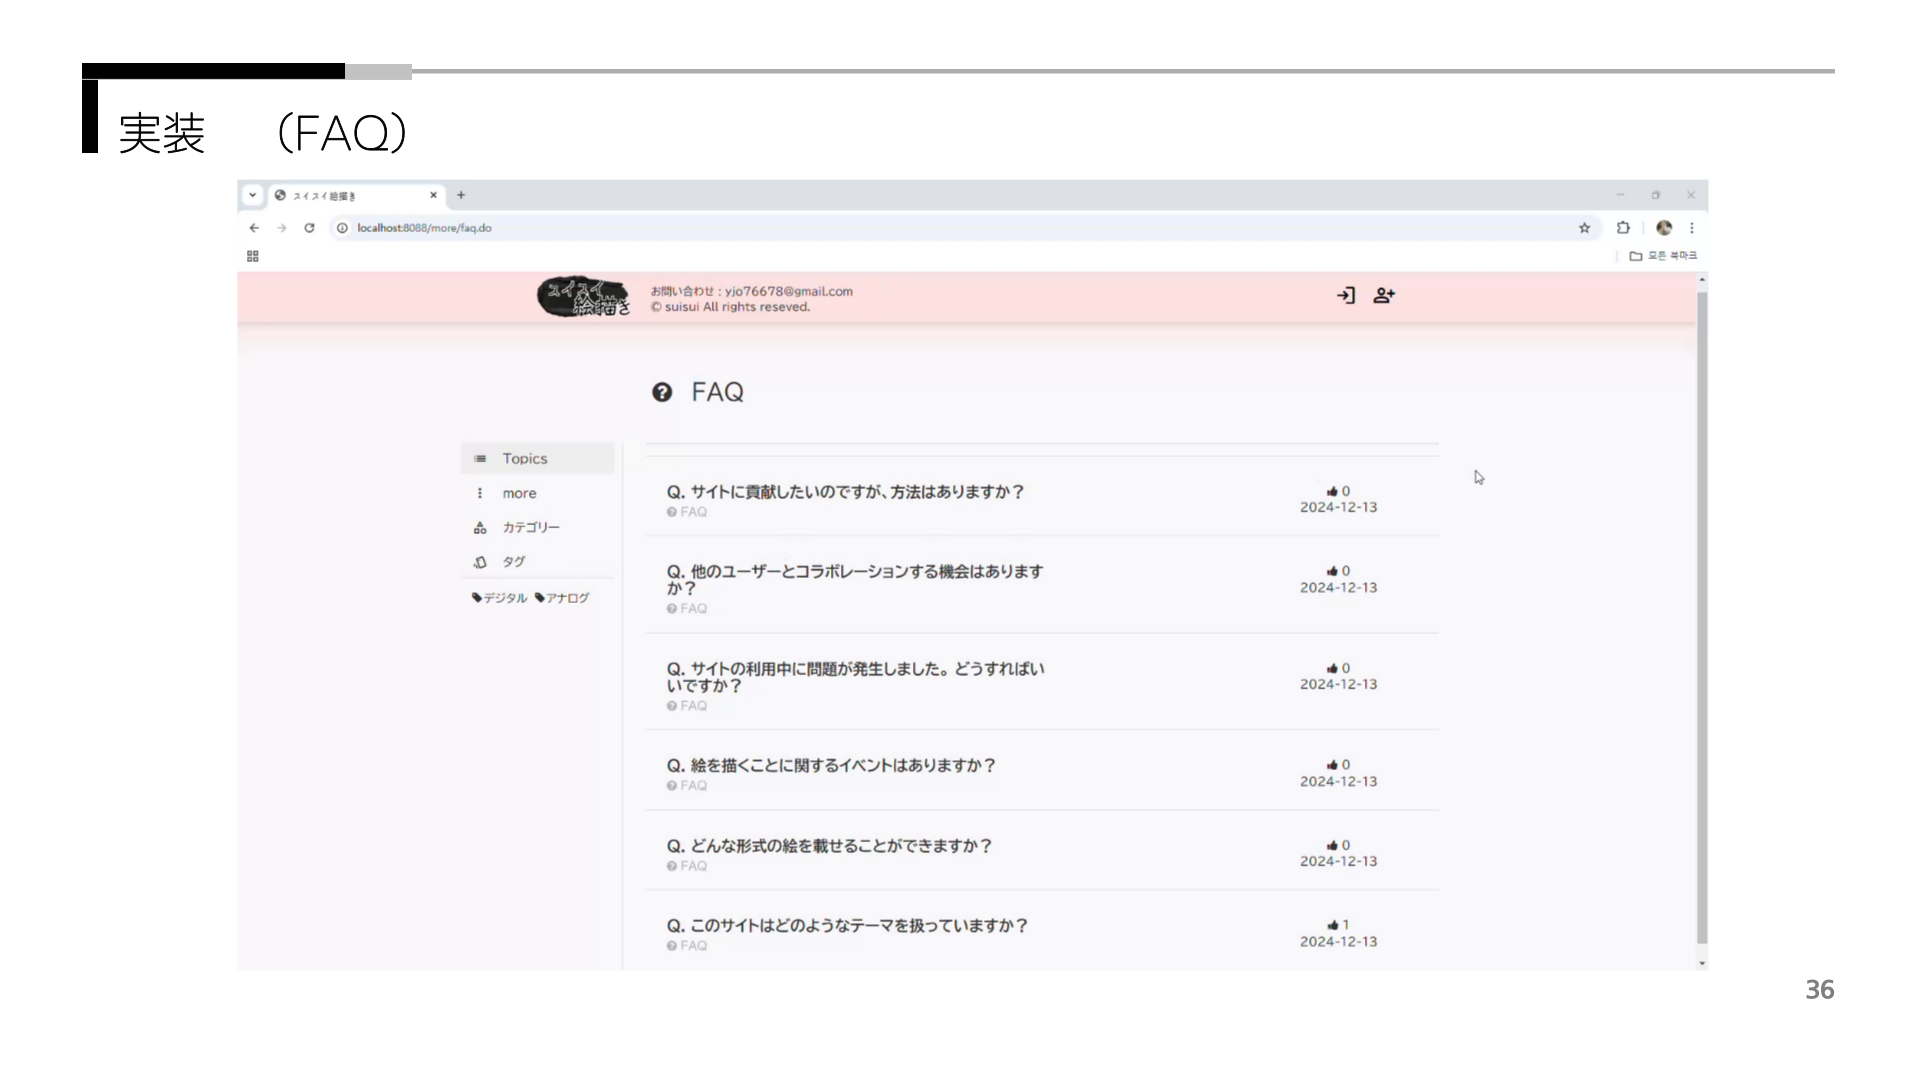 実装 （FAQ）
スイスイ絵描き
localhost:8088/more/faq.do
모든 북마크
スイスイ
絵描き
お問い合わせ : yjo76678@gmail.com
© suisui All rights reseved.
FAQ
Topics
more
カテゴリー
タグ
デジタル アナログ
Q. サイトに貢献したいのですが、方法はありますか？
FAQ
0
2024-12-13
Q. 他のユーザーとコラボレーションする機会はあります
か？
FAQ
0
2024-12-13
Q. サイトの利用中に問題が発生しました。どうすればい
いですか？
FAQ
0
2024-12-13
Q. 絵を描くことに関するイベントはありますか？
FAQ
0
2024-12-13
Q. どんな形式の絵を載せることができますか？
FAQ
0
2024-12-13
Q. このサイトはどのようなテーマを扱っていますか？
FAQ
1
2024-12-13
36